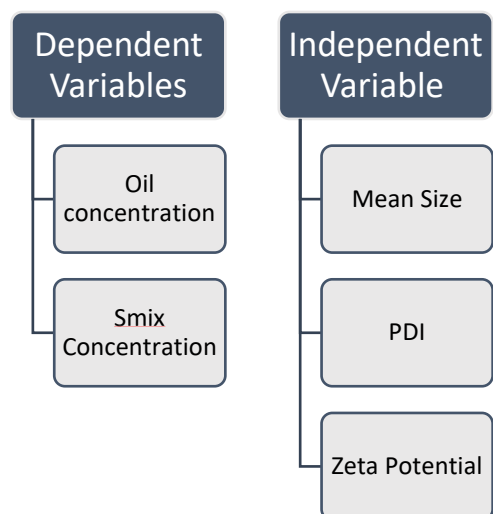 Dependent
Variables
Oil
concentration
Smix
Concentration
Independent
Variable
Mean Size
PDI
Zeta Potential